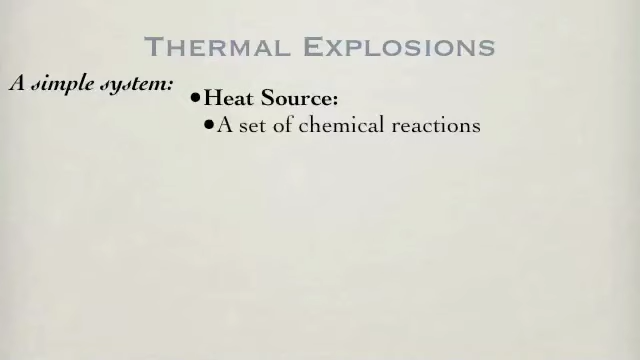 Thermal Explosions
A simple system:
•Heat Source:
•A set of chemical reactions